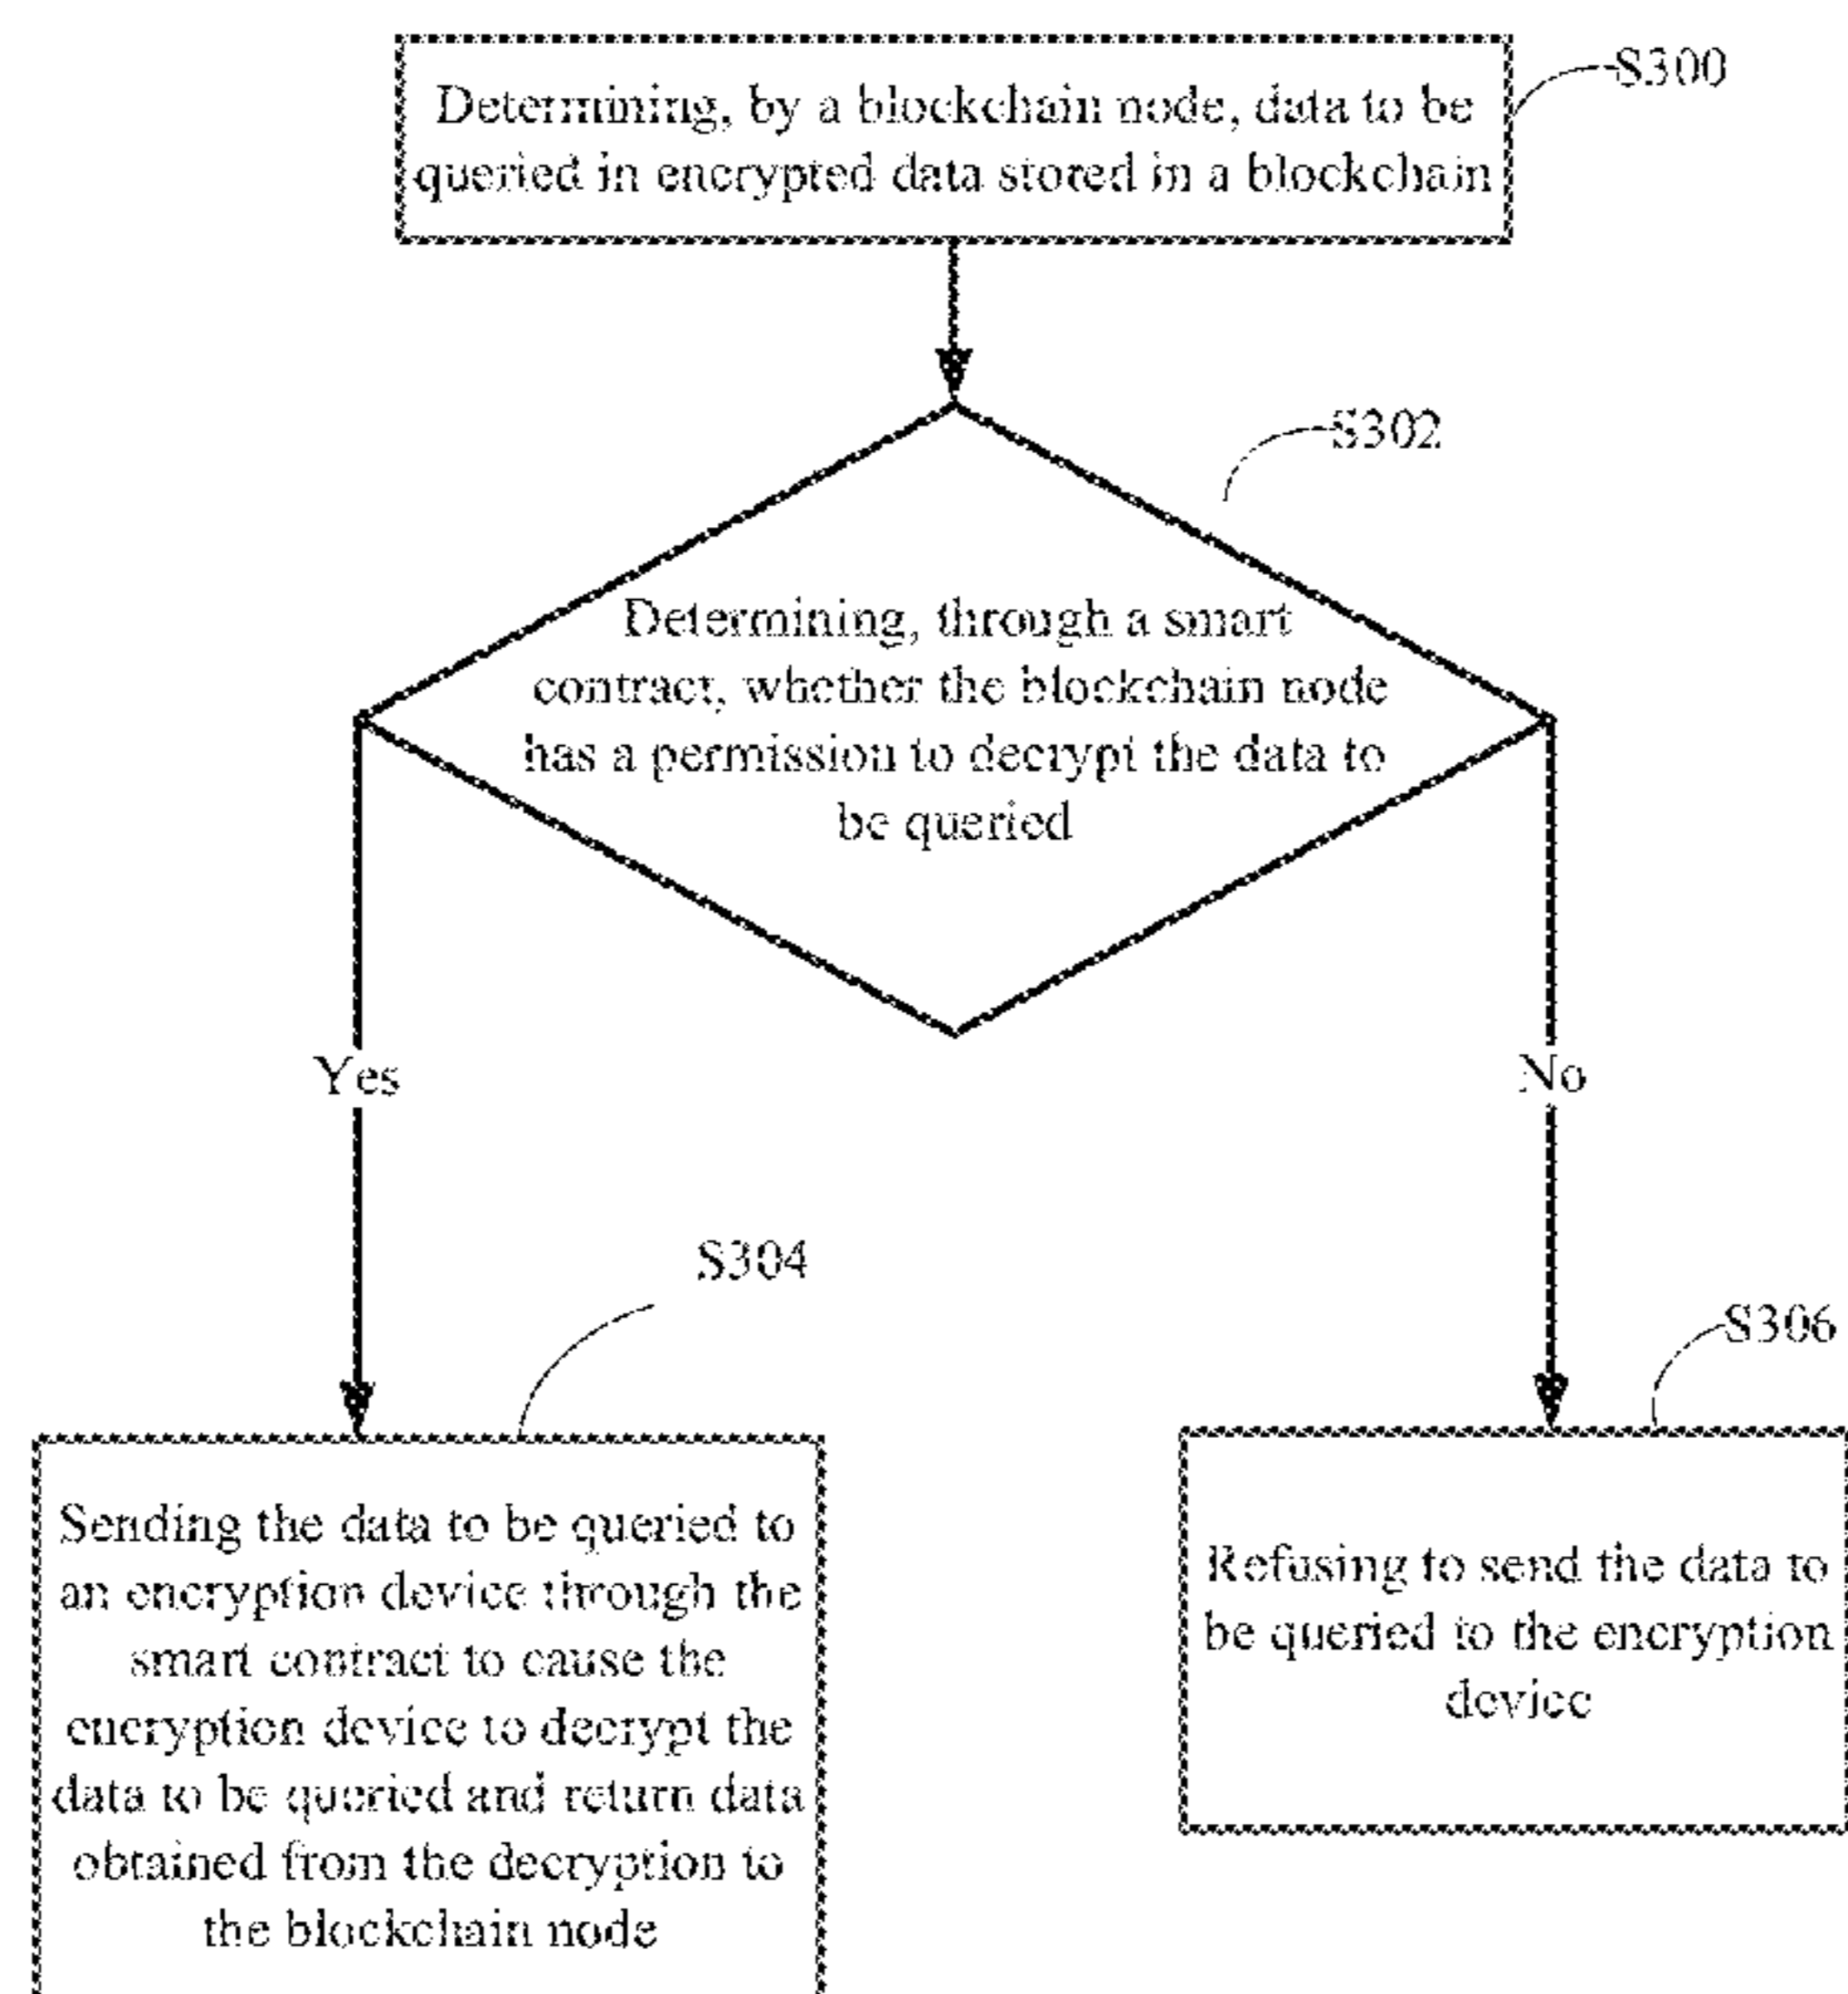 S300
Determining, by a blockchain node, data to be
queried in encrypted data stored in a blockchain
S302
Determining, through a smart
contract, whether the blockchain node
has a permission to decrypt the data to
be queried
Yes
No
S304
S306
Sending the data to be queried to
an encryption device through the
smart contract to cause the
encryption device to decrypt the
data to be queried and return data
obtained from the decryption to
the blockchain node
Refusing to send the data to
be queried to the encryption
device